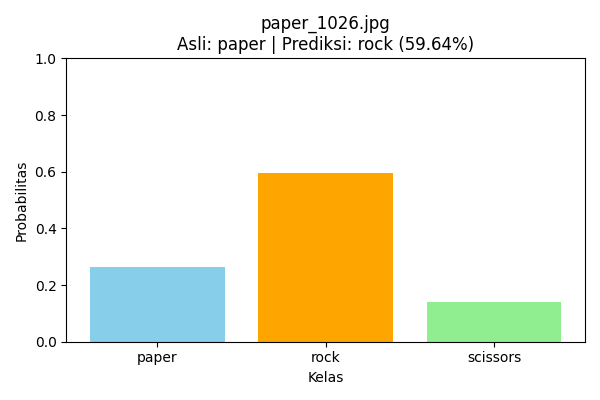 paper_1026.jpg
Asli: paper | Prediksi: rock (59.64%)
1.0
0.8
0.6
0.4
0.2
0.0
Probabilitas
paper rock scissors
Kelas